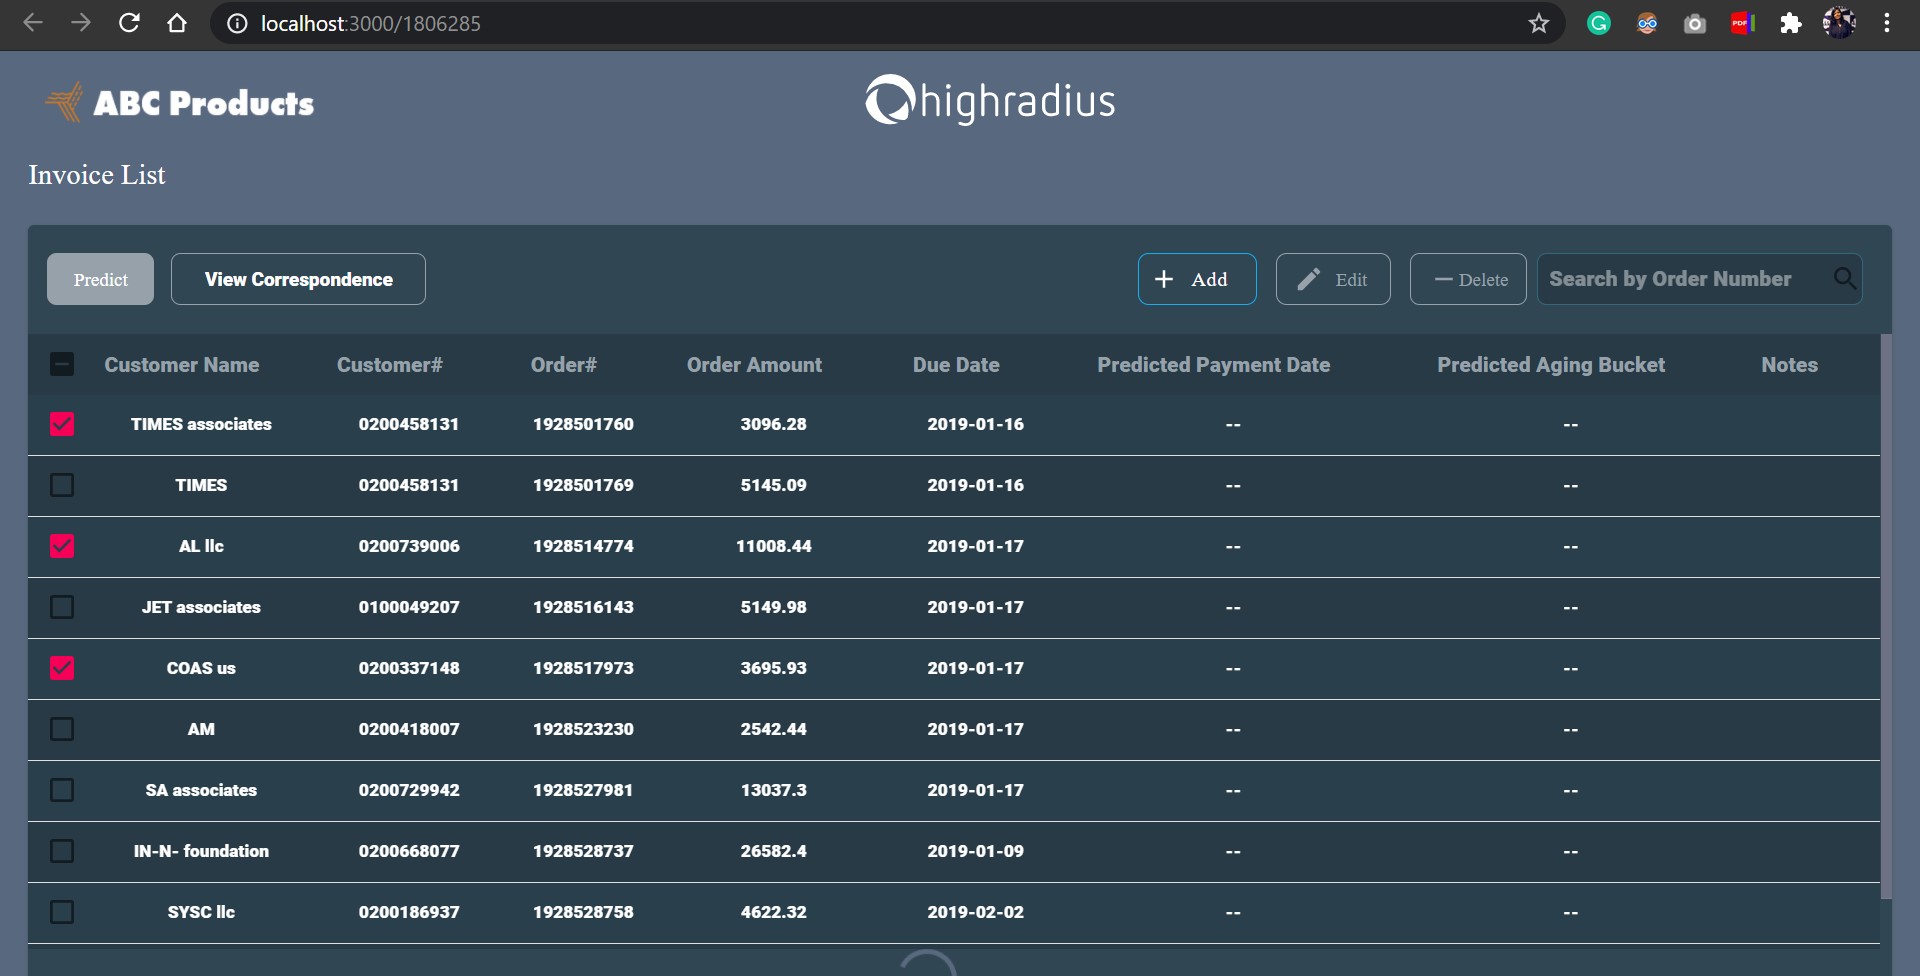 localhost:3000/1806285
PDF
ABC Products
highradius
Invoice List
Predict
View Correspondence
+ Add
Edit
Delete
Search by Order Number
Customer Name Customer# Order# Order Amount Due Date Predicted Payment Date Predicted Aging Bucket Notes
TIMES associates 0200458131 1928501760 3096.28 2019-01-16 -- --
TIMES 0200458131 1928501769 5145.09 2019-01-16 -- --
AL llc 0200739006 1928514774 11008.44 2019-01-17 -- --
JET associates 0100049207 1928516143 5149.98 2019-01-17 -- --
COAS us 0200337148 1928517973 3695.93 2019-01-17 -- --
AM 0200418007 1928523230 2542.44 2019-01-17 -- --
SA associates 0200729942 1928527981 13037.3 2019-01-17 -- --
IN-N- foundation 0200668077 1928528737 26582.4 2019-01-09 -- --
SYSC llc 0200186937 1928528758 4622.32 2019-02-02 -- --